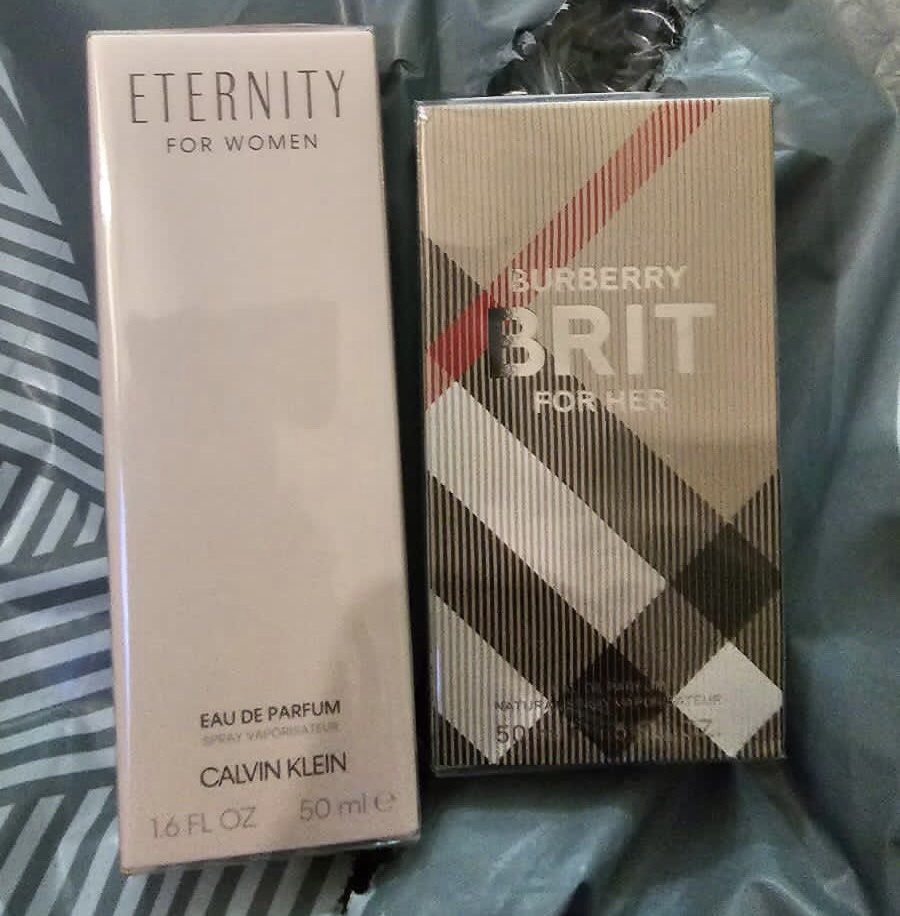 ETERNITY
FOR WOMEN
EAU DE PARFUM
SPRAY VAPORISATEUR
CALVIN KLEIN
1.6 FL OZ 50 ml ℮
BURBERRY
BRIT
FOR HER
50